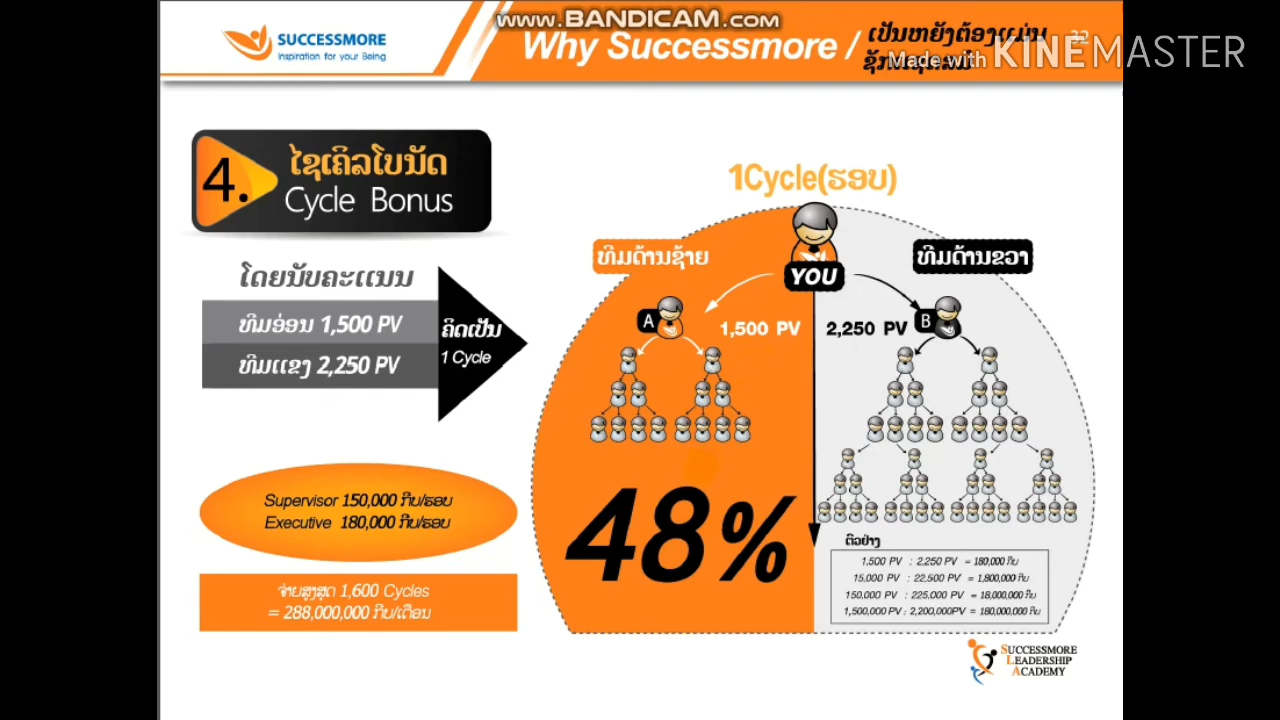 www.BANDICAM.com
SUCCESSMORE
Inspiration for your Being
Why Successmore /
ເປັນຫຍັງຕ້ອງແມ່ນ
Made with KINEMASTER
4.
ໄຊເຄິລໂບນັດ
Cycle Bonus
1Cycle(ຮອບ)
ທີມດ້ານຊ້າຍ
YOU
ທີມດ້ານຂວາ
ໂດຍນັບຄະແນນ
ທີມອ່ອນ 1,500 PV
ທີມແຂງ 2,250 PV
ຄິດເປັນ
1 Cycle
A
1,500 PV
2,250 PV
B
Supervisor 150,000 ກີບ/ຮອບ
Executive 180,000 ກີບ/ຮອບ
48%
ຈ່າຍສູງສຸດ 1,600 Cycles
= 288,000,000 ກີບ/ເດືອນ
ຕົວຢ່າງ
1,500 PV : 2,250 PV = 180,000 ກີບ
15,000 PV : 22,500 PV = 1,800,000 ກີບ
150,000 PV : 225,000 PV = 18,000,000 ກີບ
1,500,000 PV : 2,200,000PV = 180,000,000 ກີບ
SUCCESSMORE
LEADERSHIP
ACADEMY